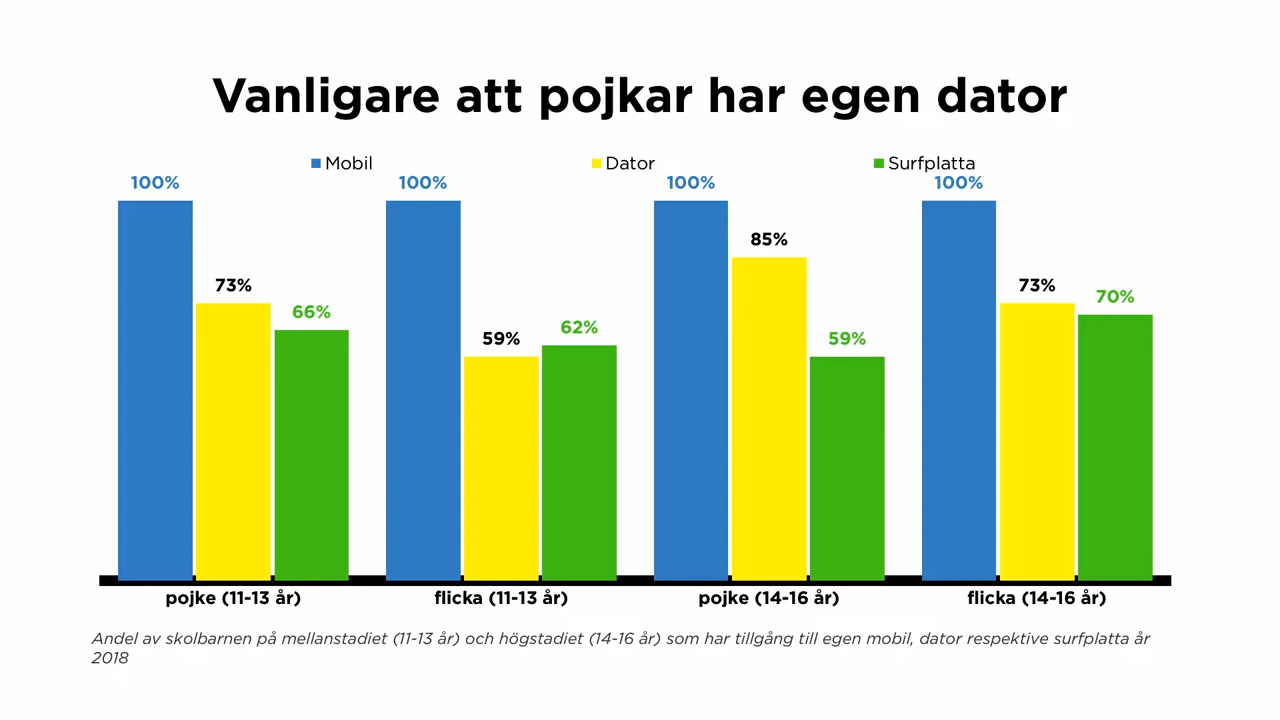 Vanligare att pojkar har egen dator
Mobil Dator Surfplatta
100% 100% 100% 100%
85%
73% 73%
70%
66%
62%
59% 59%
pojke (11-13 år) flicka (11-13 år) pojke (14-16 år) flicka (14-16 år)
Andel av skolbarnen på mellanstadiet (11-13 år) och högstadiet (14-16 år) som har tillgång till egen mobil, dator respektive surfplatta år
2018